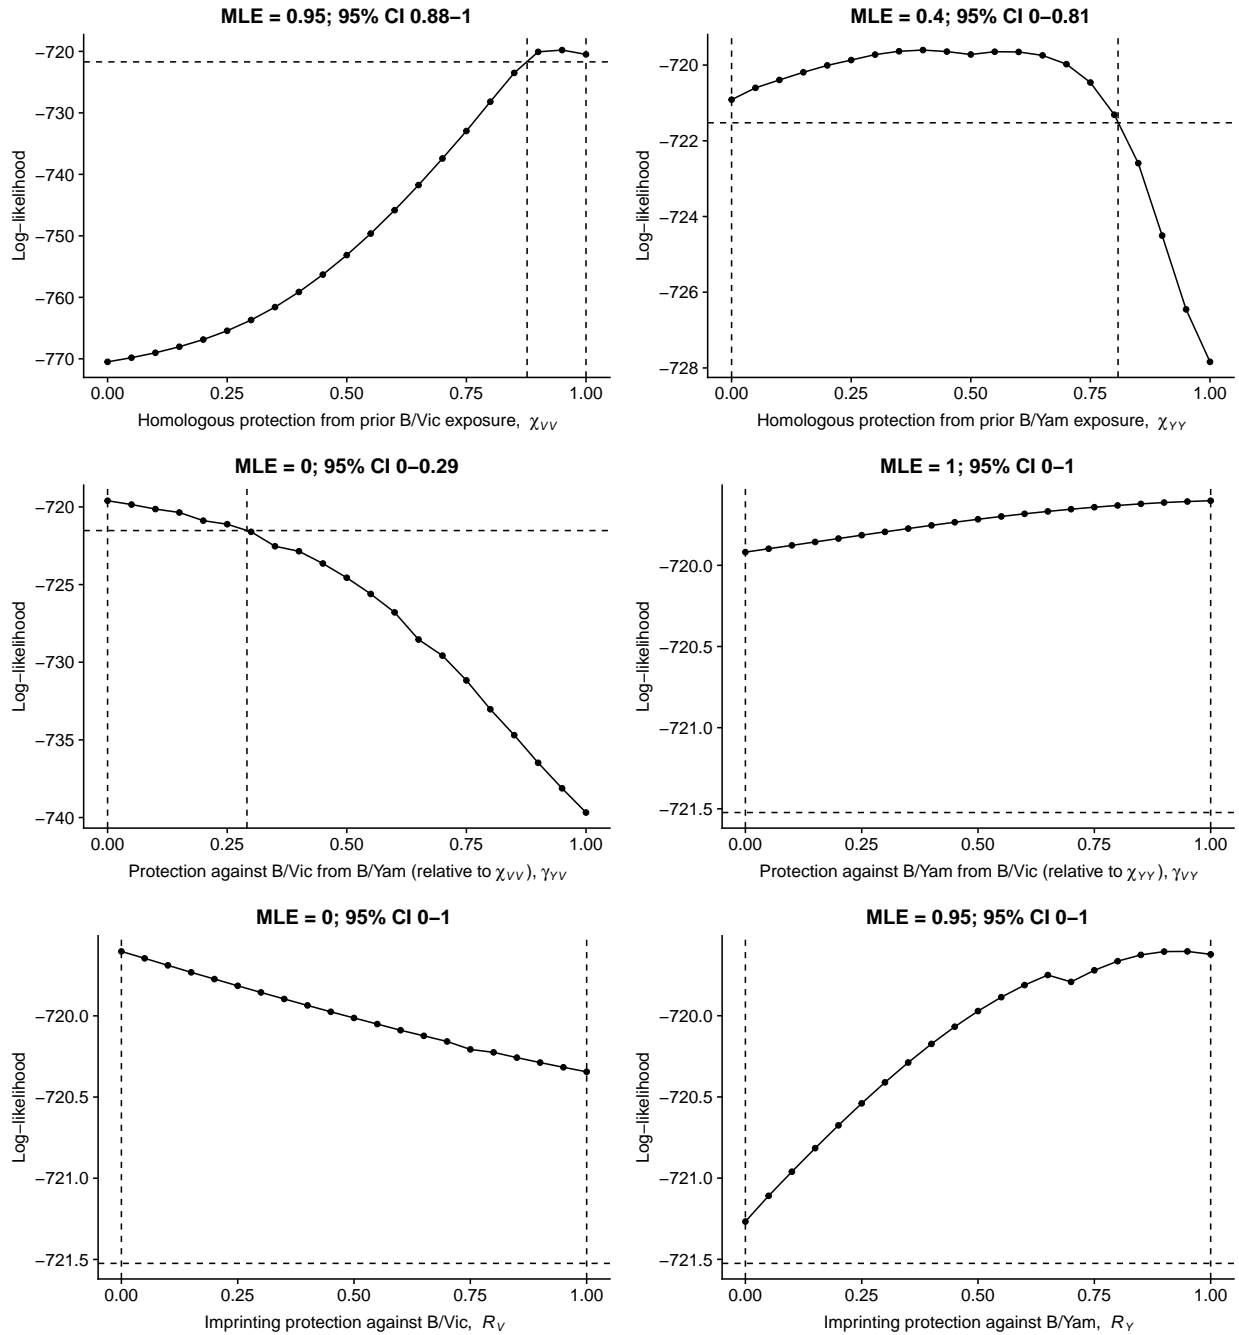 MLE = 0.95; 95% CI 0.88–1
−720
−730
−740
−750
−760
−770
Log−likelihood
0.00 0.25 0.50 0.75 1.00
Homologous protection from prior B/Vic exposure, χVV
MLE = 0.4; 95% CI 0–0.81
−720
−722
−724
−726
−728
Log−likelihood
0.00 0.25 0.50 0.75 1.00
Homologous protection from prior B/Yam exposure, χYY
MLE = 0; 95% CI 0–0.29
−720
−725
−730
−735
−740
Log−likelihood
0.00 0.25 0.50 0.75 1.00
Protection against B/Vic from B/Yam (relative to χVV), γYV
MLE = 1; 95% CI 0–1
−720.0
−720.5
−721.0
−721.5
Log−likelihood
0.00 0.25 0.50 0.75 1.00
Protection against B/Yam from B/Vic (relative to χYY), γVY
MLE = 0; 95% CI 0–1
−720.0
−720.5
−721.0
−721.5
Log−likelihood
0.00 0.25 0.50 0.75 1.00
Imprinting protection against B/Vic, RV
MLE = 0.95; 95% CI 0–1
−720.0
−720.5
−721.0
−721.5
Log−likelihood
0.00 0.25 0.50 0.75 1.00
Imprinting protection against B/Yam, RY